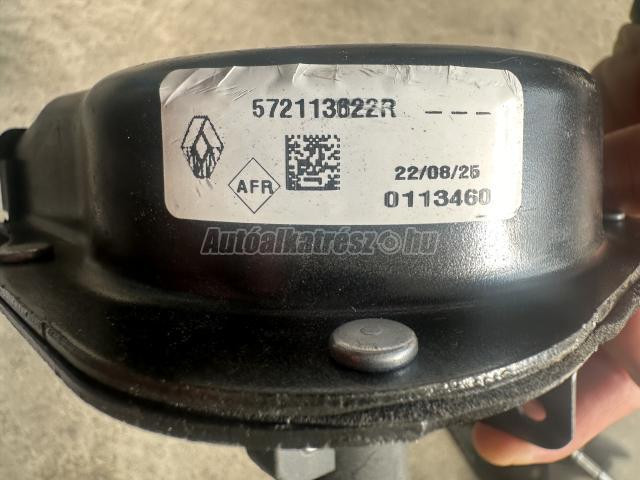 572113622R ---
AFR
22/08/25
0113460
Autóalkatrész.hu